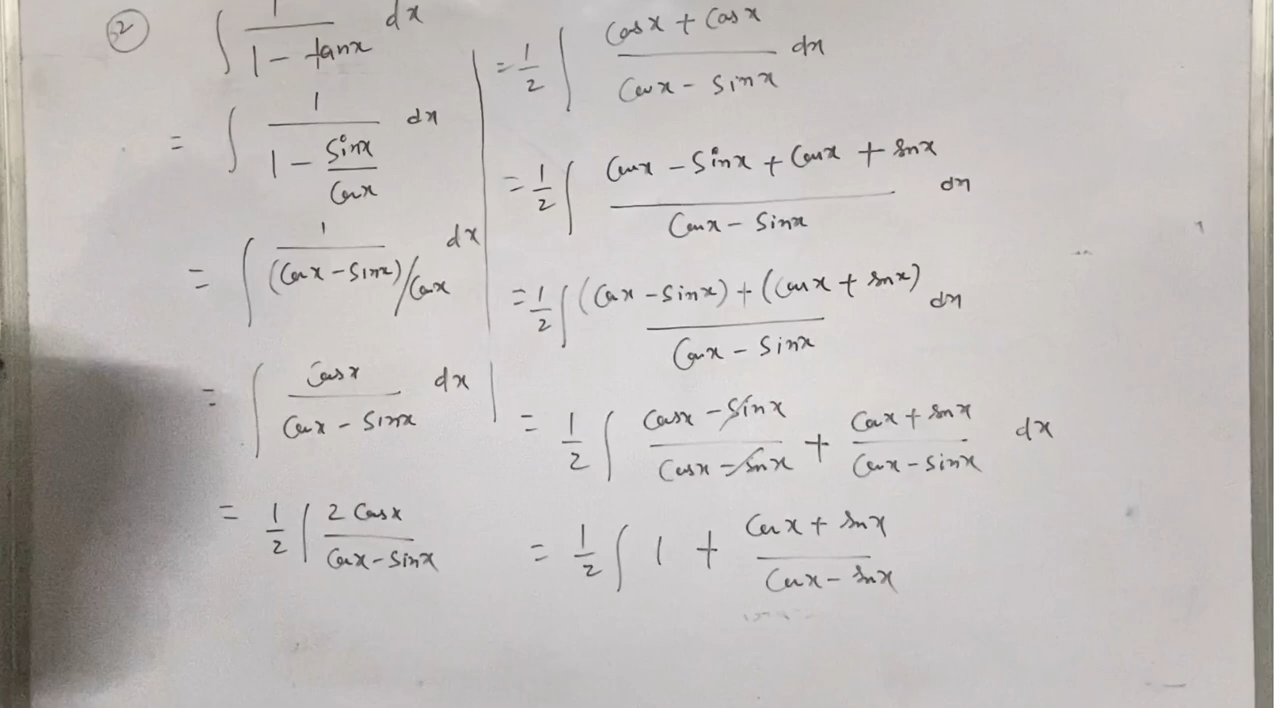 ② ∫ 1/(1 - tanx) dx
= ∫ 1/(1 - Sinx/Cosx) dx
= ∫ 1/((Cosx - Sinx)/Cosx) dx
= ∫ Cosx/(Cosx - Sinx) dx
= 1/2 ∫ 2 Cosx/(Cosx - Sinx)
= 1/2 ∫ (Cosx + Cosx)/(Cosx - Sinx) dx
= 1/2 ∫ (Cosx - Sinx + Cosx + Sinx)/(Cosx - Sinx) dx
= 1/2 ∫ ((Cosx - Sinx) + (Cosx + Sinx))/(Cosx - Sinx) dx
= 1/2 ∫ (Cosx - Sinx)/(Cosx - Sinx) + (Cosx + Sinx)/(Cosx - Sinx) dx
= 1/2 ∫ 1 + (Cosx + Sinx)/(Cosx - Sinx)